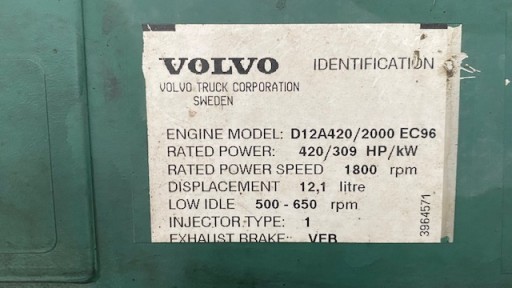 VOLVO IDENTIFICATION
VOLVO TRUCK CORPORATION
SWEDEN
ENGINE MODEL: D12A420/2000 EC96
RATED POWER: 420/309 HP/kW
RATED POWER SPEED 1800 rpm
DISPLACEMENT 12,1 litre
LOW IDLE 500 - 650 rpm
INJECTOR TYPE: 1
EXHAUST BRAKE: VEB
3964571